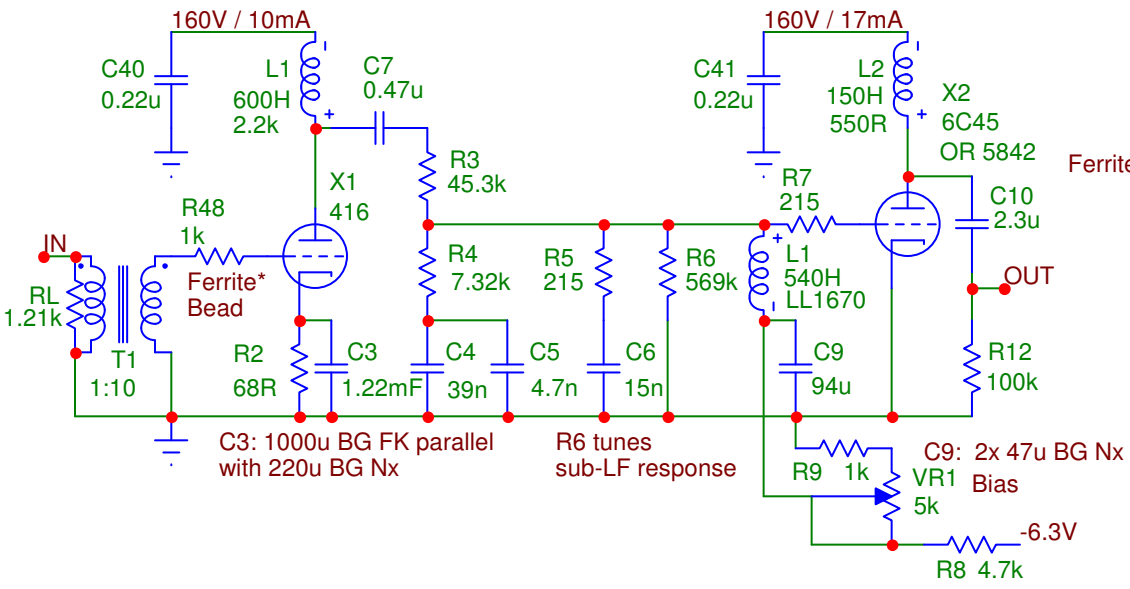 160V / 10mA
160V / 17mA
C40
0.22u
L1
600H
2.2k
C7
0.47u
C41
0.22u
L2
150H
550R
X2
6C45
OR 5842
Ferrite
R3
45.3k
X1
416
R7
215
C10
2.3u
R48
1k
IN
Ferrite*
Bead
RL
1.21k
T1
1:10
R4
7.32k
R5
215
R6
569k
L1
540H
LL1670
OUT
R2
68R
C3
1.22mF
C4
39n
C5
4.7n
C6
15n
C9
94u
R12
100k
C3: 1000u BG FK parallel
with 220u BG Nx
R6 tunes
sub-LF response
R9 1k
VR1
5k
C9: 2x 47u BG Nx
Bias
-6.3V
R8 4.7k